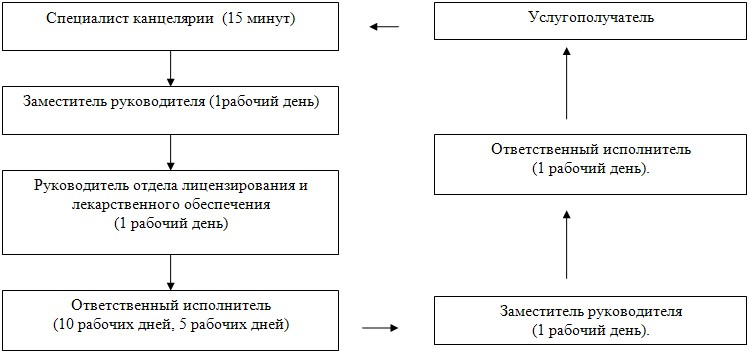 Специалист канцелярии (15 минут)
Услугополучатель
Заместитель руководителя (1рабочий день)
Ответственный исполнитель
(1 рабочий день).
Руководитель отдела лицензирования и
лекарственного обеспечения
(1 рабочий день)
Ответственный исполнитель
(10 рабочих дней, 5 рабочих дней)
Заместитель руководителя
(1 рабочий день).